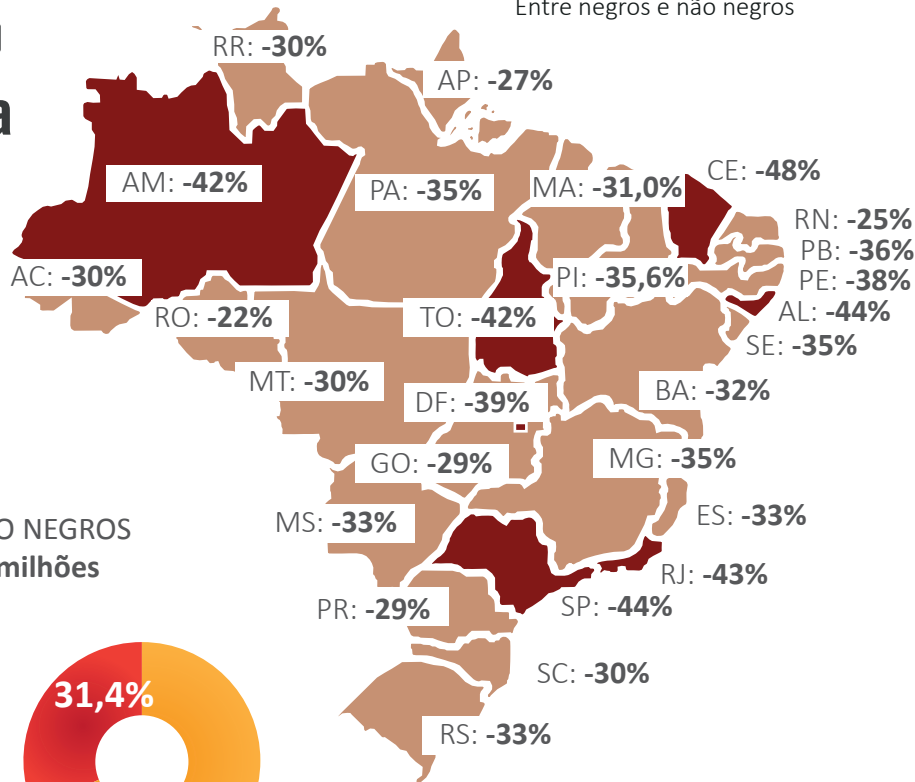 Entre negros e não negros
a
RR: -30%
AP: -27%
AM: -42%
PA: -35%
MA: -31,0%
CE: -48%
RN: -25%
PB: -36%
PE: -38%
AL: -44%
SE: -35%
AC: -30%
PI: -35,6%
RO: -22%
TO: -42%
MT: -30%
DF: -39%
BA: -32%
GO: -29%
MG: -35%
O NEGROS
milhões
MS: -33%
ES: -33%
RJ: -43%
PR: -29%
SP: -44%
SC: -30%
31,4%
RS: -33%